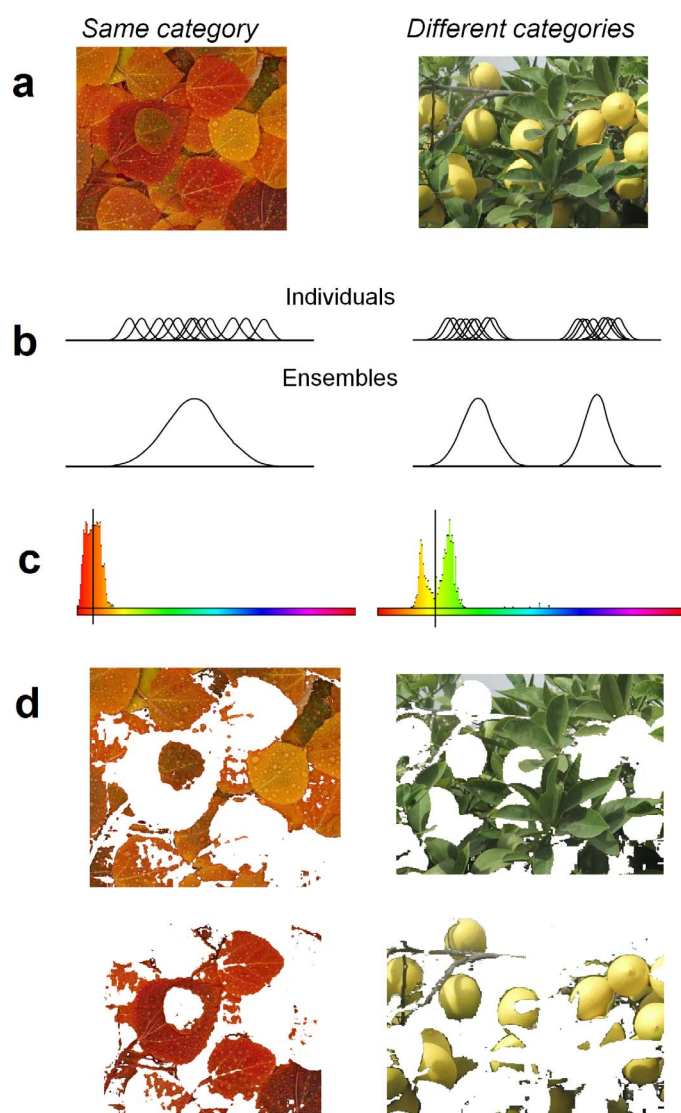 Same category
Different categories
a
Individuals
b
Ensembles
c
d